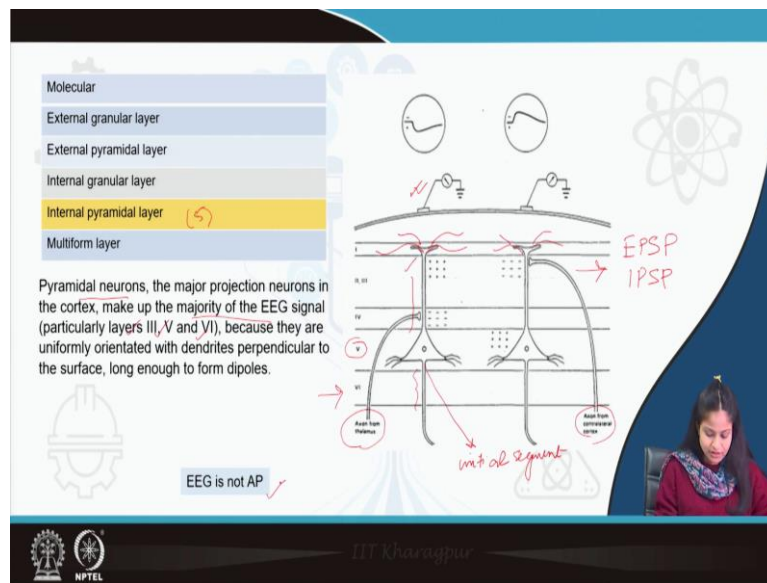 Molecular
External granular layer
External pyramidal layer
Internal granular layer
Internal pyramidal layer (5)
Multiform layer
Pyramidal neurons, the major projection neurons in
the cortex, make up the majority of the EEG signal
(particularly layers III, V and VI), because they are
uniformly orientated with dendrites perpendicular to
the surface, long enough to form dipoles.
EEG is not AP
I
II, III
IV
V
VI
EPSP
IPSP
Axon from
thalamus
Axon from
contralateral
cortex
initial segment
IIT Kharagpur
NPTEL